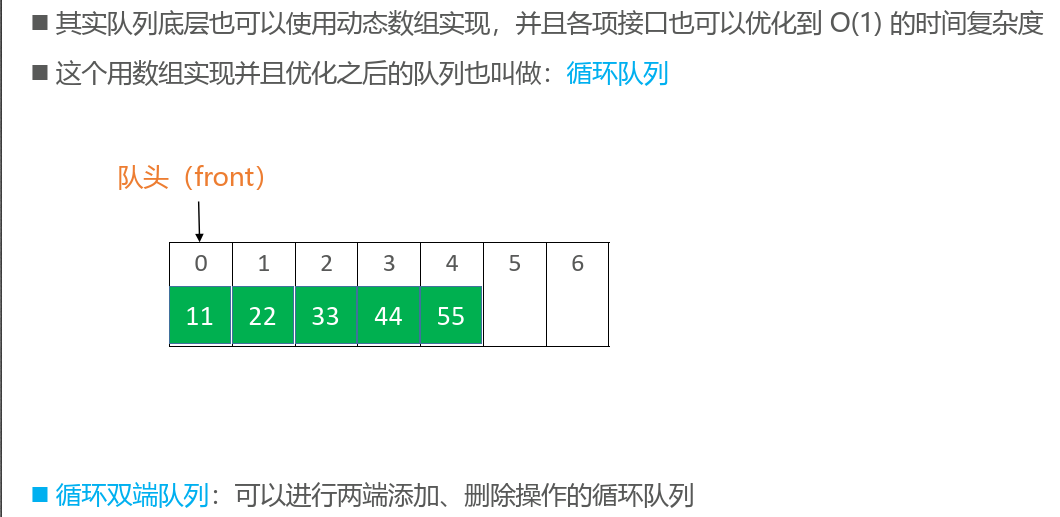 ■ 其实队列底层也可以使用动态数组实现，并且各项接口也可以优化到 O(1) 的时间复杂度
■ 这个用数组实现并且优化之后的队列也叫做：循环队列
队头（front）
0 1 2 3 4 5 6
11 22 33 44 55
■ 循环双端队列：可以进行两端添加、删除操作的循环队列